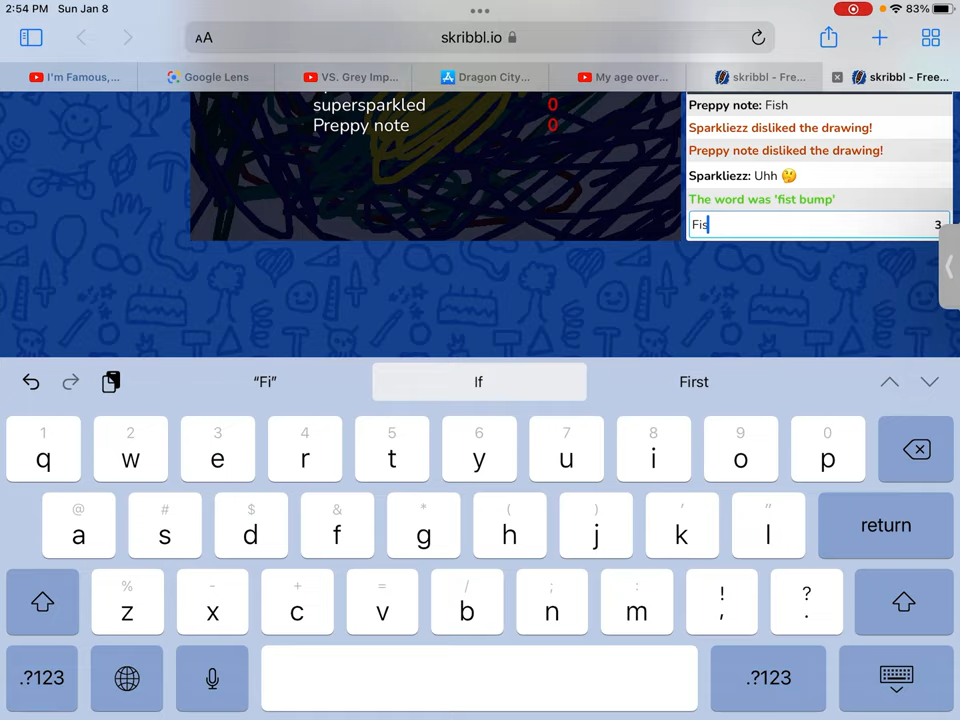 2:54 PM Sun Jan 8
83%
AA
skribbl.io
I'm Famous,...
Google Lens
VS. Grey Imp...
Dragon City...
My age over...
skribbl - Fre...
skribbl - Free...
supersparkled 0
Preppy note 0
Preppy note: Fish
Sparkliezz disliked the drawing!
Preppy note disliked the drawing!
Sparkliezz: Uhh 🤔
The word was 'fist bump'
Fis 3
“Fi”
If
First
1 2 3 4 5 6 7 8 9 0
q w e r t y u i o p
@ # $ & * ( ) ' "
a s d f g h j k l return
% - + = / ; : ! ?
z x c v b n m , .
.?123 .?123